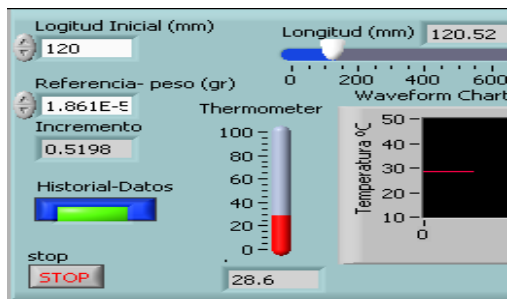 Logitud Inicial (mm)
120
Longitud (mm) 120.52
0 200 400 600
Referencia- peso (gr)
1.861E-5
Incremento
0.5198
Thermometer
100
80
60
40
20
0
28.6
Waveform Chart
Temperatura ºC
50
40
30
20
10
0
Historial-Datos
stop
STOP